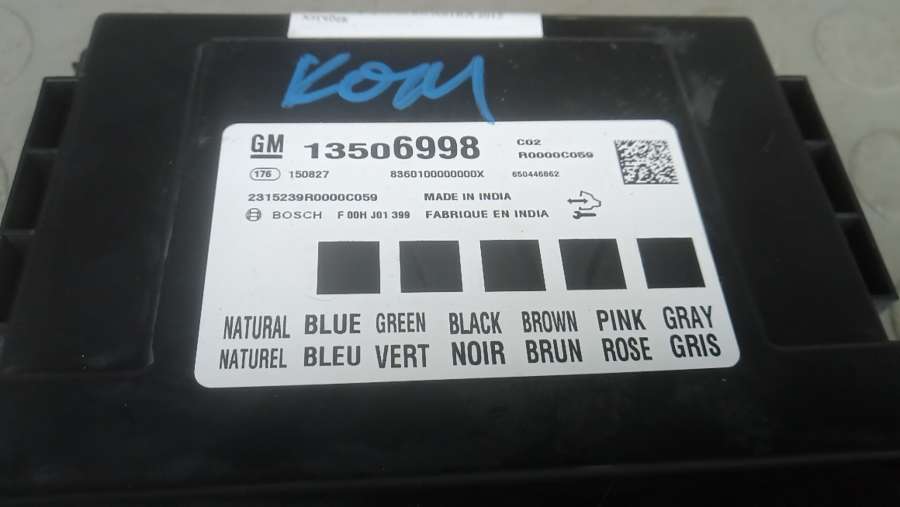 KOM
GM 13506998 C02
R0000C059
176 150827 8360100000000X 650446862
2315239R0000C059 MADE IN INDIA
BOSCH F 00H J01 399 FABRIQUE EN INDIA
NATURAL BLUE GREEN BLACK BROWN PINK GRAY
NATUREL BLEU VERT NOIR BRUN ROSE GRIS